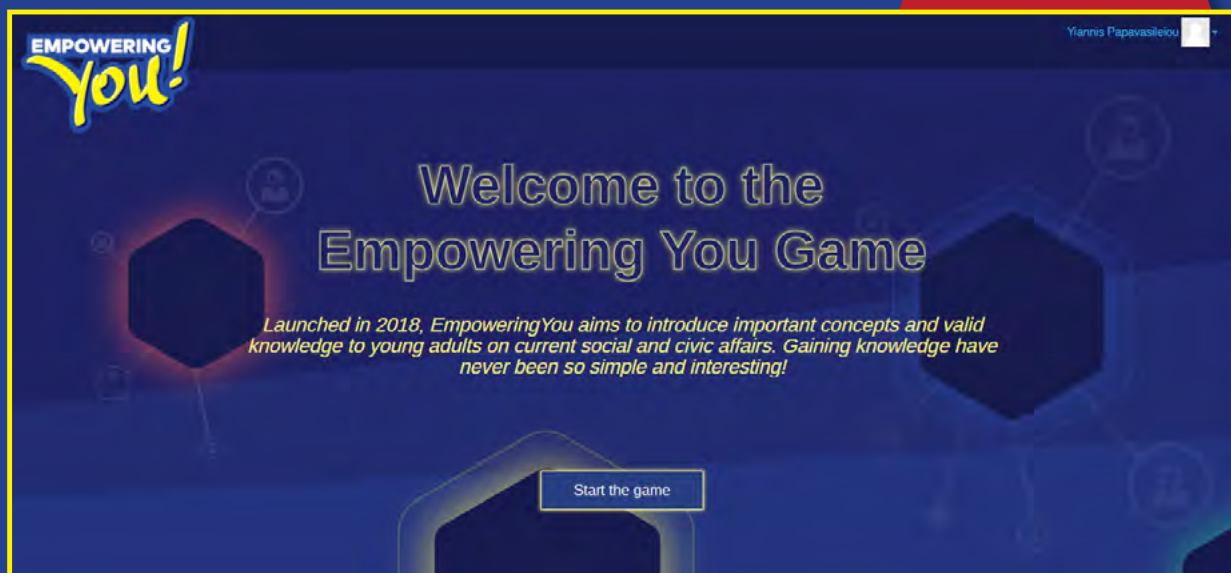 EMPOWERING
You!
Yiannis Papavasileiou
Welcome to the
Empowering You Game
Launched in 2018, EmpoweringYou aims to introduce important concepts and valid
knowledge to young adults on current social and civic affairs. Gaining knowledge have
never been so simple and interesting!
Start the game